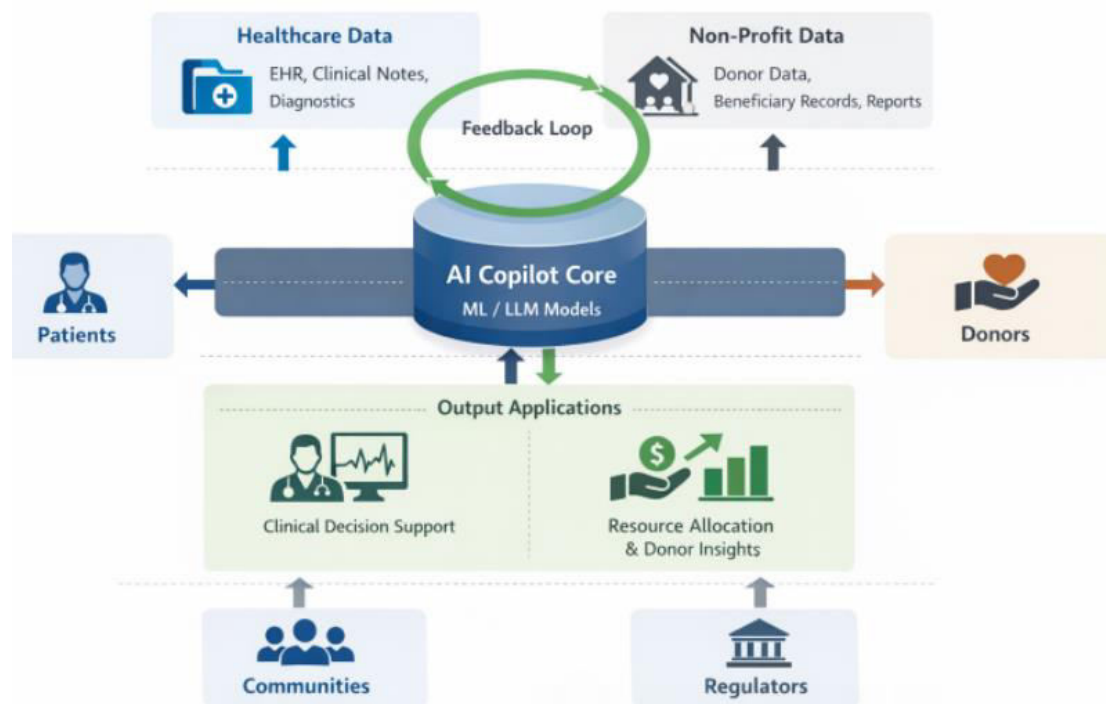 Healthcare Data
EHR, Clinical Notes,
Diagnostics
Non-Profit Data
Donor Data,
Beneficiary Records, Reports
Feedback Loop
AI Copilot Core
ML / LLM Models
Patients
Donors
Output Applications
Clinical Decision Support
Resource Allocation
& Donor Insights
Communities
Regulators